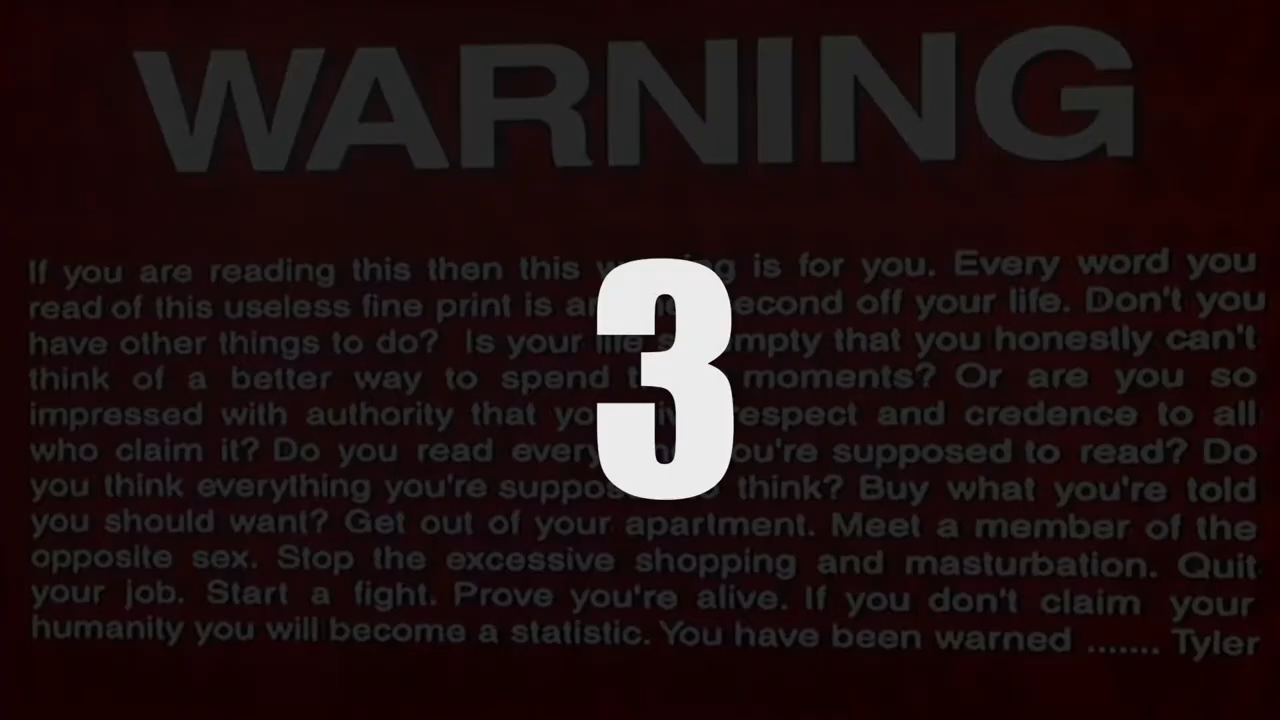 WARNING
If you are reading this then this is for you. Every word you
read of this useless fine print is off your life. Don't you
have other things to do? Is your that you honestly can't
think of a better way to spend moments? Or are you so
impressed with authority that respect and credence to all
who claim it? Do you read you're supposed to read? Do
you think everything you're think? Buy what you're told
you should want? Get out of your apartment. Meet a member of the
opposite sex. Stop the excessive shopping and masturbation. Quit
your job. Start a fight. Prove you're alive. If you don't claim your
humanity you will become a statistic. You have been warned ....... Tyler
3